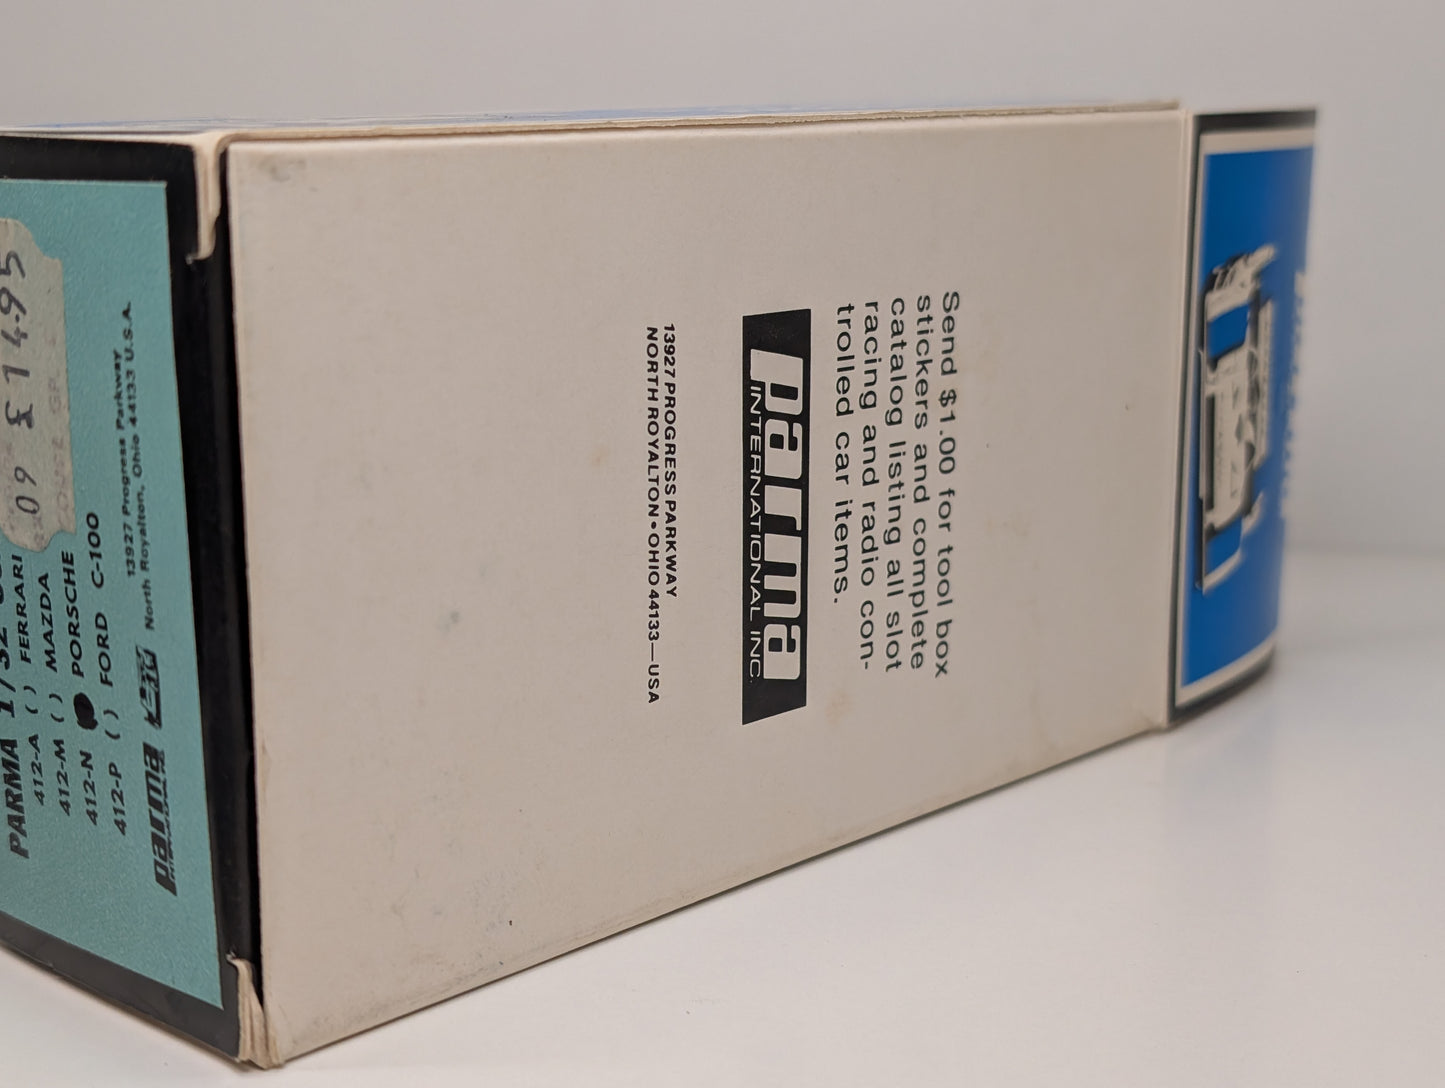 Send $1.00 for tool box
stickers and complete
catalog listing all slot
racing and radio con-
trolled car items.
parma
INTERNATIONAL INC.
13927 PROGRESS PARKWAY
NORTH ROYALTON • OHIO 44133—USA
09 £14.95
PARMA 1/32
412-A ( ) FERRARI
412-M ( ) MAZDA
412-N PORSCHE
412-P ( ) FORD C-100
parma
13927 Progress Parkway
North Royalton, Ohio 44133 U.S.A.